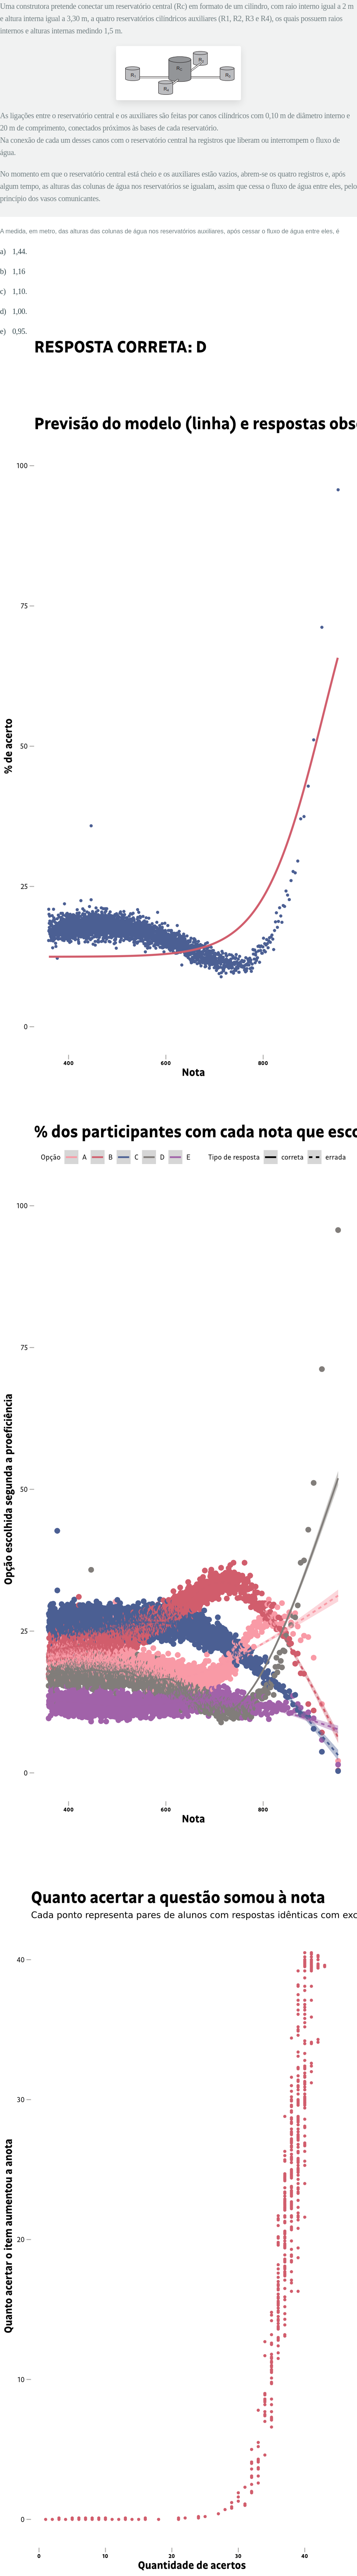 Uma construtora pretende conectar um reservatório central (Rc) em formato de um cilindro, com raio interno igual a 2 m
e altura interna igual a 3,30 m, a quatro reservatórios cilíndricos auxiliares (R1, R2, R3 e R4), os quais possuem raios
internos e alturas internas medindo 1,5 m.
As ligações entre o reservatório central e os auxiliares são feitas por canos cilíndricos com 0,10 m de diâmetro interno e
20 m de comprimento, conectados próximos às bases de cada reservatório.
Na conexão de cada um desses canos com o reservatório central há registros que liberam ou interrompem o fluxo de
água.
No momento em que o reservatório central está cheio e os auxiliares estão vazios, abrem-se os quatro registros e, após
algum tempo, as alturas das colunas de água nos reservatórios se igualam, assim que cessa o fluxo de água entre eles, pelo
princípio dos vasos comunicantes.
A medida, em metro, das alturas das colunas de água nos reservatórios auxiliares, após cessar o fluxo de água entre eles, é
a) 1,44.
b) 1,16
c) 1,10.
d) 1,00.
e) 0,95.
RESPOSTA CORRETA: D
Previsão do modelo (linha) e respostas obs
100
75
50
25
0
% de acerto
400 600 800
Nota
% dos participantes com cada nota que esco
Opção A B C D E Tipo de resposta correta errada
100
75
50
25
0
Opção escolhida segunda a proeficiência
400 600 800
Nota
Quanto acertar a questão somou à nota
Cada ponto representa pares de alunos com respostas idênticas com exc
40
30
20
10
0
Quanto acertar o item aumentou a anota
0 10 20 30 40
Quantidade de acertos